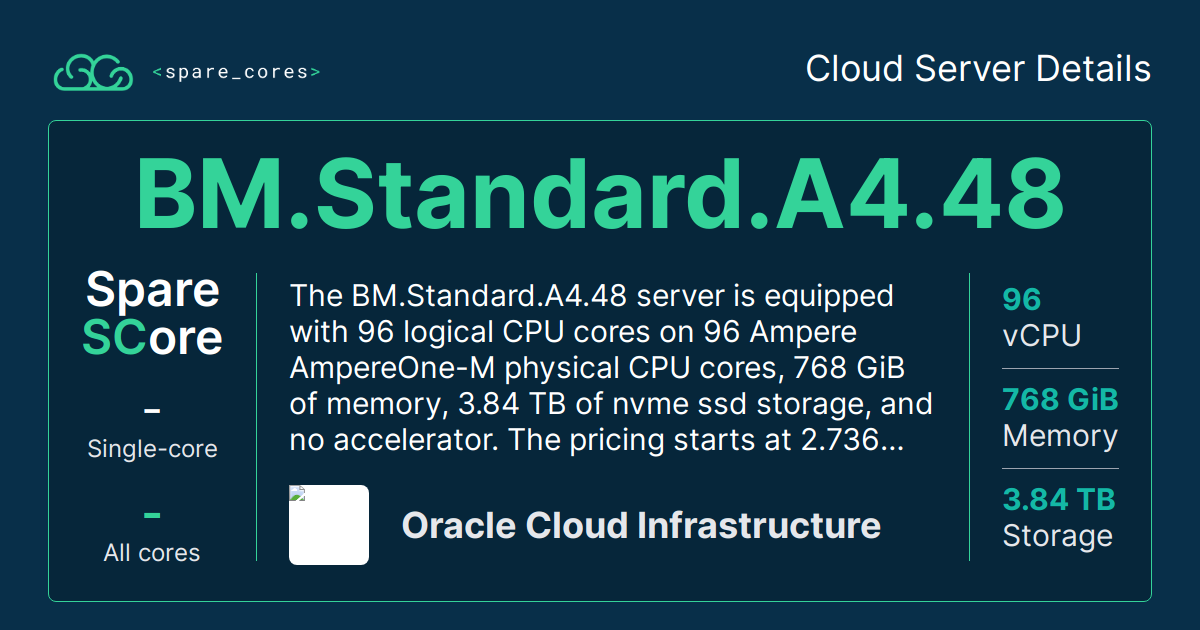 <spare_cores>
Cloud Server Details
BM.Standard.A4.48
Spare
SCore
–
Single-core
–
All cores
The BM.Standard.A4.48 server is equipped
with 96 logical CPU cores on 96 Ampere
AmpereOne-M physical CPU cores, 768 GiB
of memory, 3.84 TB of nvme ssd storage, and
no accelerator. The pricing starts at 2.736...
Oracle Cloud Infrastructure
96
vCPU
768 GiB
Memory
3.84 TB
Storage